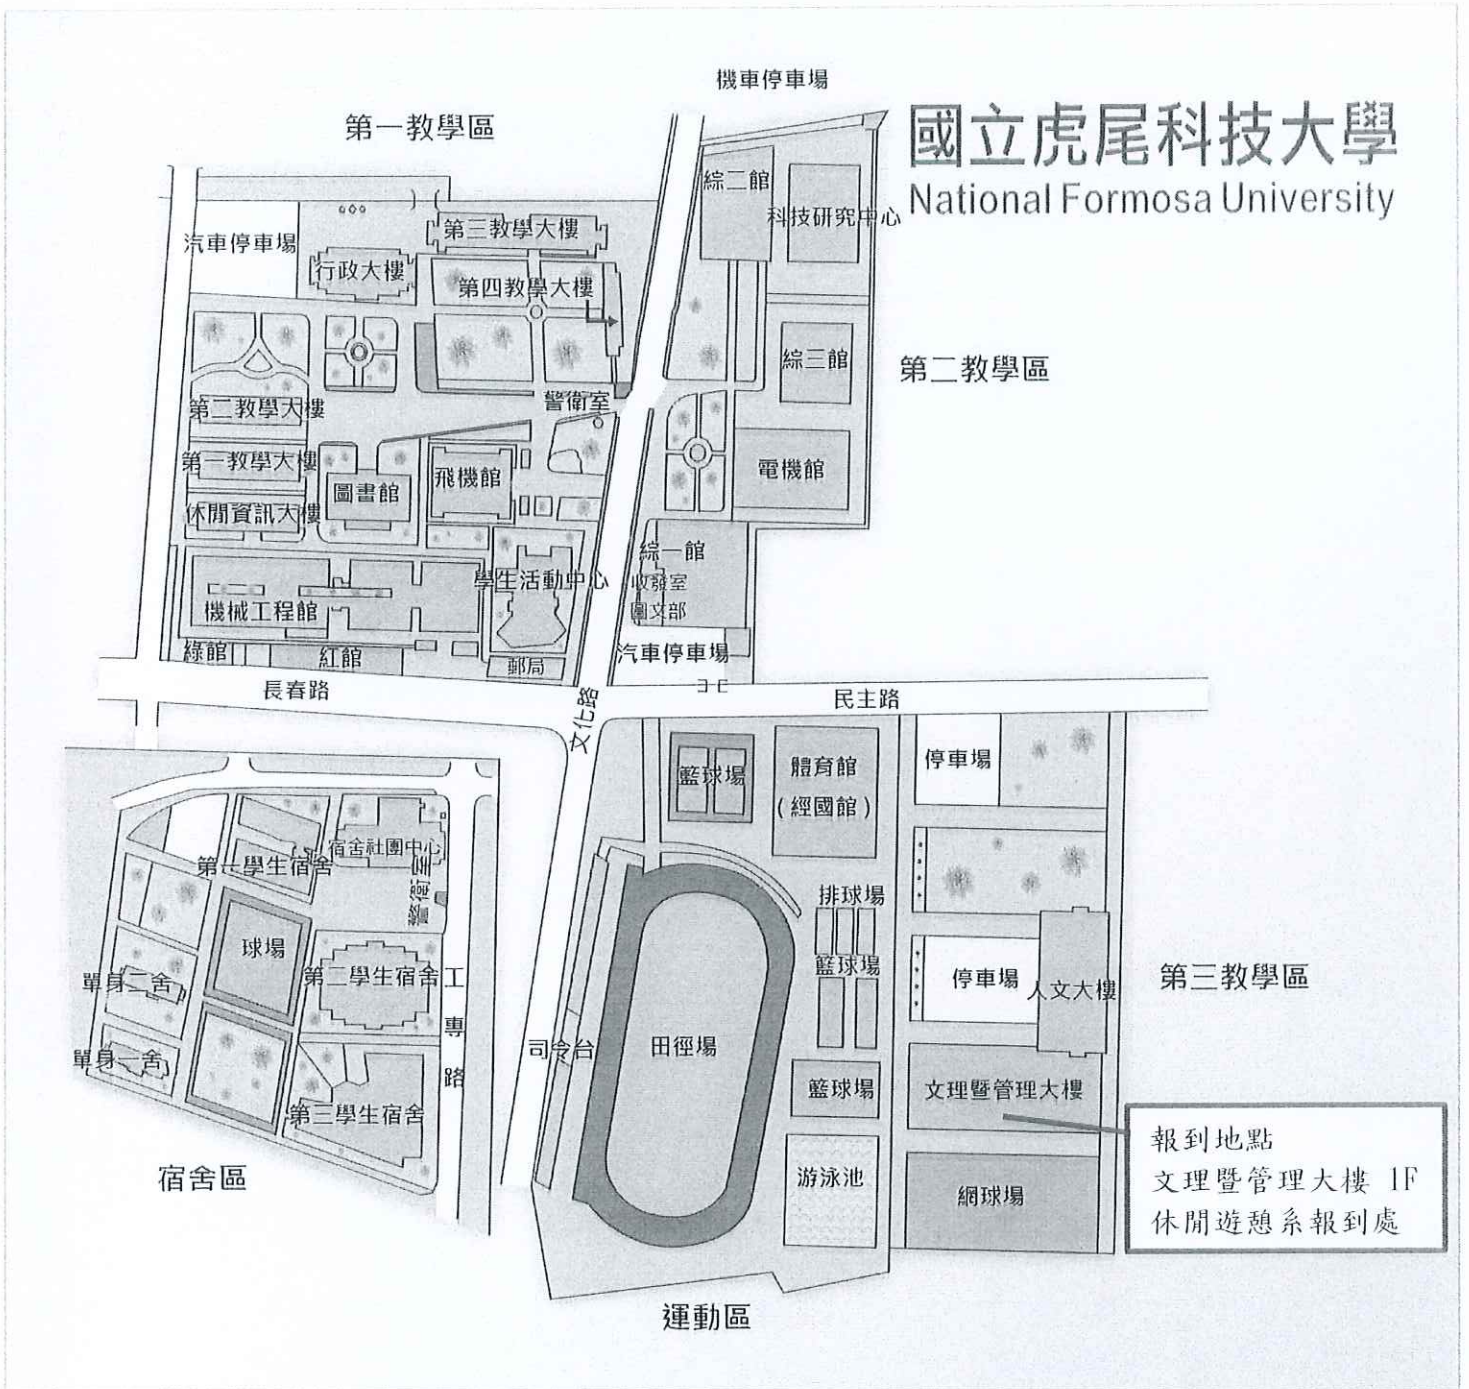 機車停車場
國立虎尾科技大學
National Formosa University
第一教學區
綜二館
科技研究中心
第三教學大樓
汽車停車場
行政大樓
第四教學大樓
綜三館
第二教學區
警衛室
第二教學大樓
第一教學大樓
圖書館
飛機館
電機館
休閒資訊大樓
綜一館
學生活動中心
收發室
圖文部
機械工程館
綠館
紅館
郵局
汽車停車場
長春路
文化路
民主路
籃球場
體育館
(經國館)
停車場
宿舍社團中心
第一學生宿舍
警衛室
排球場
球場
籃球場
第二學生宿舍
工專路
單身二舍
停車場
人文大樓
第三教學區
單身一舍
司令台
田徑場
籃球場
文理暨管理大樓
第三學生宿舍
報到地點
文理暨管理大樓 1F
休閒遊憩系報到處
宿舍區
游泳池
網球場
運動區